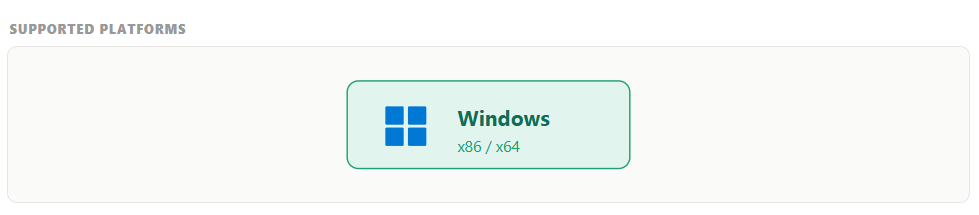 SUPPORTED PLATFORMS
Windows
x86 / x64